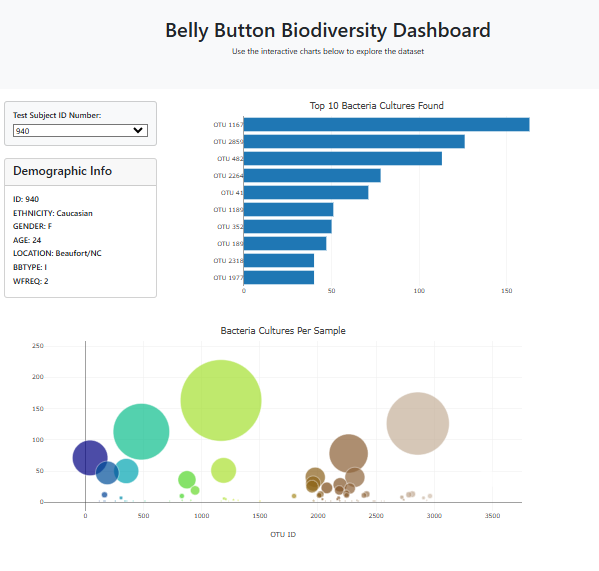 Belly Button Biodiversity Dashboard
Use the interactive charts below to explore the dataset
Test Subject ID Number:
940
Demographic Info
ID: 940
ETHNICITY: Caucasian
GENDER: F
AGE: 24
LOCATION: Beaufort/NC
BBTYPE: I
WFREQ: 2
Top 10 Bacteria Cultures Found
OTU 1167
OTU 2859
OTU 482
OTU 2264
OTU 41
OTU 1189
OTU 352
OTU 189
OTU 2318
OTU 1977
0 50 100 150
Bacteria Cultures Per Sample
250
200
150
100
50
0
0 500 1000 1500 2000 2500 3000 3500
OTU ID